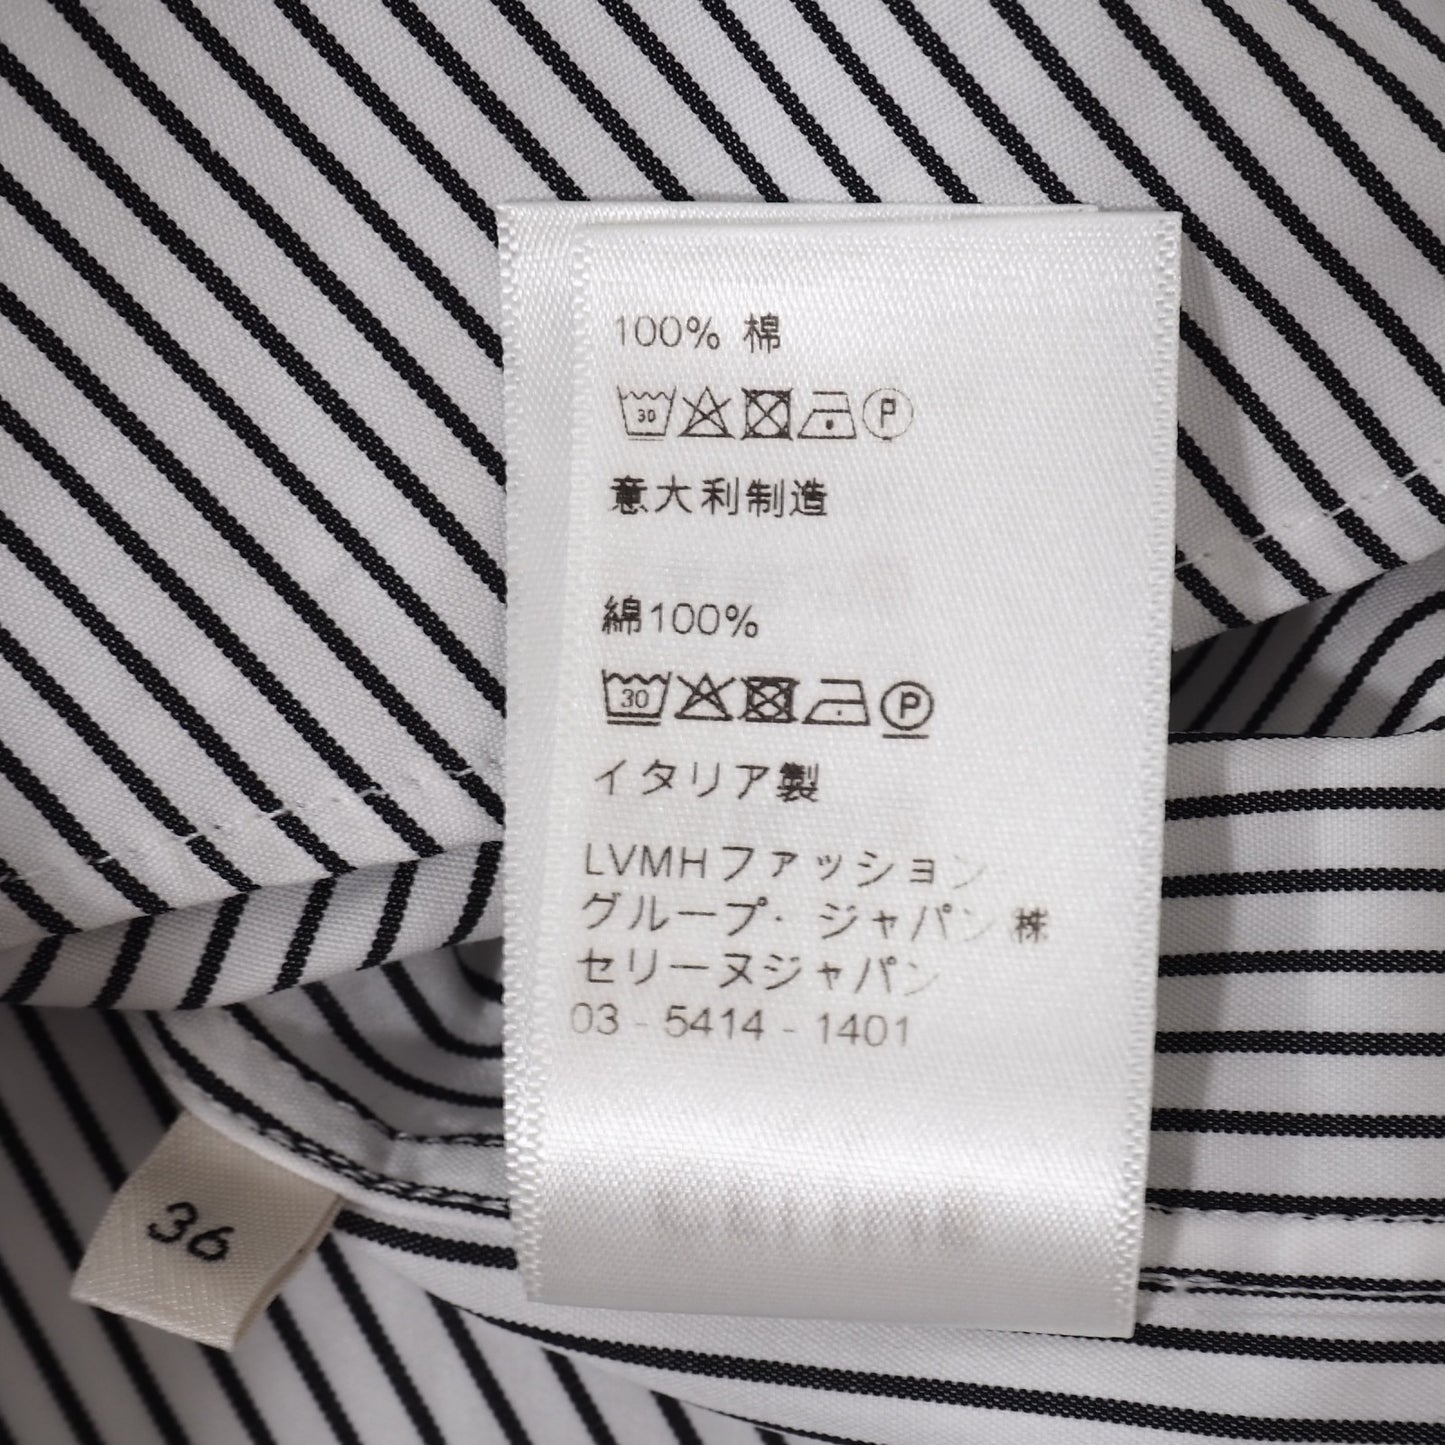 100% 棉
30 P
意大利制造
綿100%
30 P
イタリア製
LVMHファッション
グループ・ジャパン 株
セリーヌジャパン
03 - 5414 - 1401
36